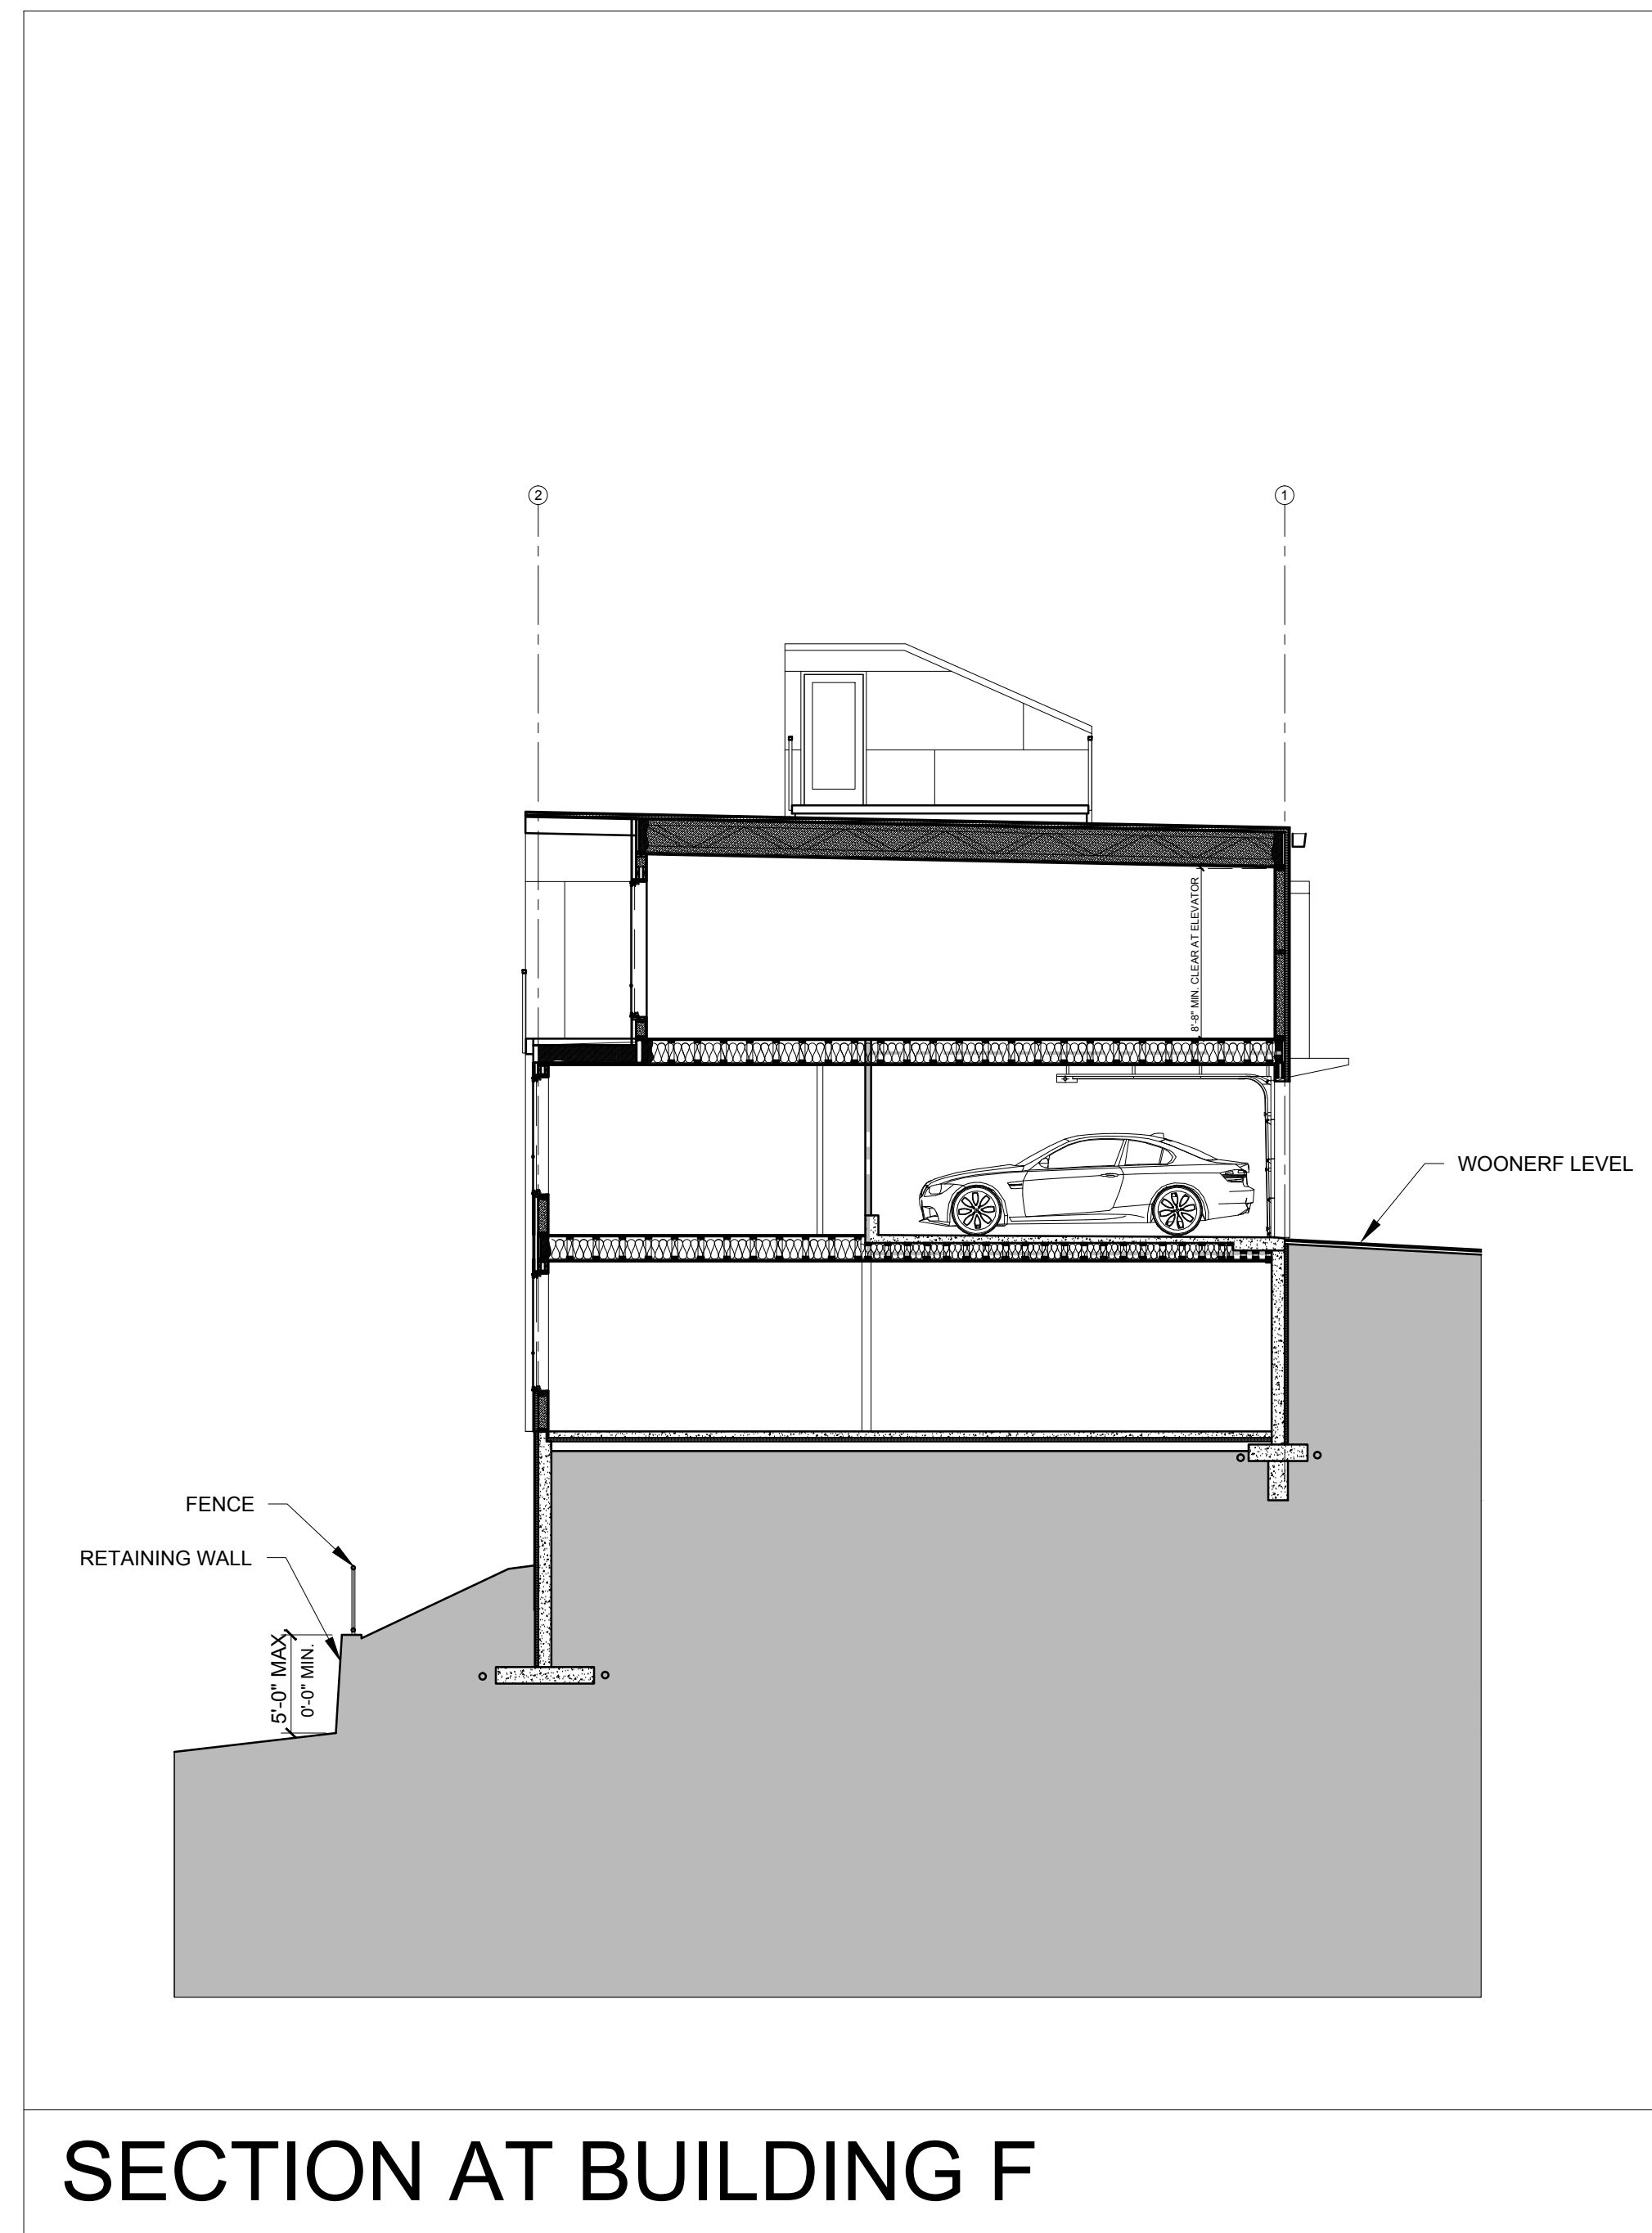 2
1
8'-8" MIN. CLEAR AT ELEVATOR
WOONERF LEVEL
FENCE
RETAINING WALL
5'-0" MAX
0'-0" MIN.
SECTION AT BUILDING F